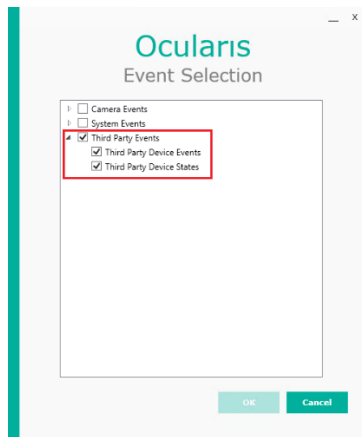 Ocularıs
Event Selection
Camera Events
System Events
Third Party Events
Third Party Device Events
Third Party Device States
OK
Cancel